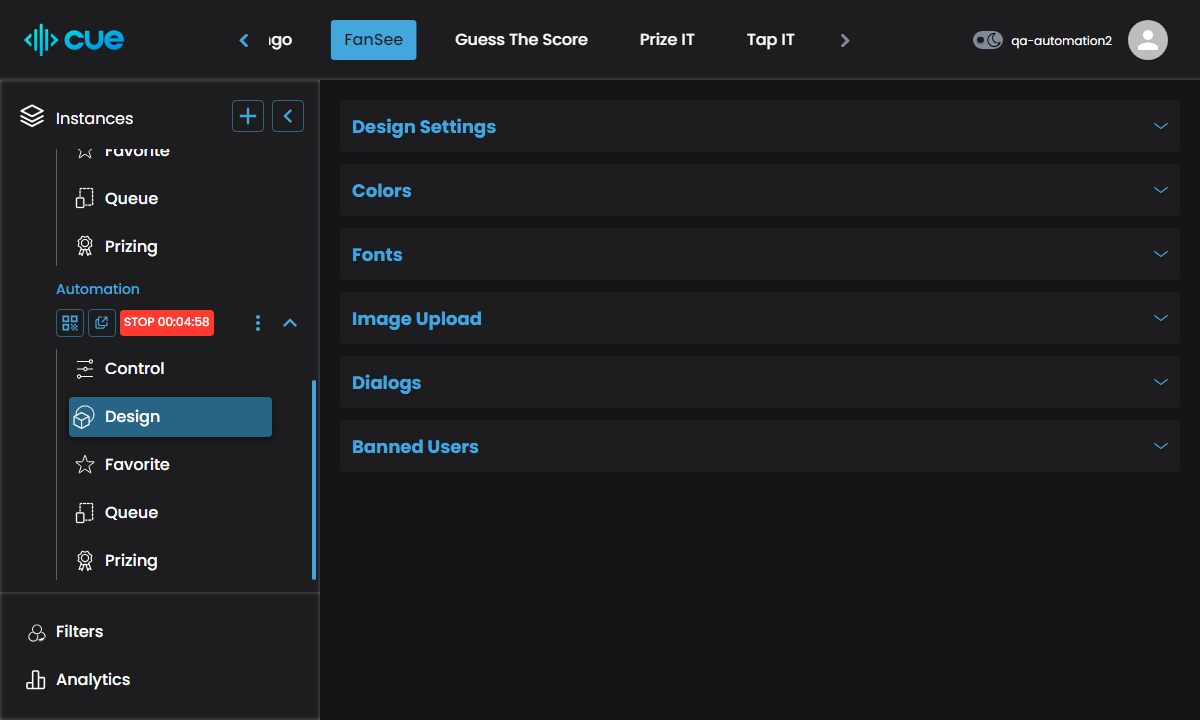 cue
ngo
FanSee
Guess The Score
Prize IT
Tap IT
qa-automation2
Instances
Favorite
Queue
Prizing
Automation
STOP 00:04:58
Control
Design
Favorite
Queue
Prizing
Filters
Analytics
Design Settings
Colors
Fonts
Image Upload
Dialogs
Banned Users